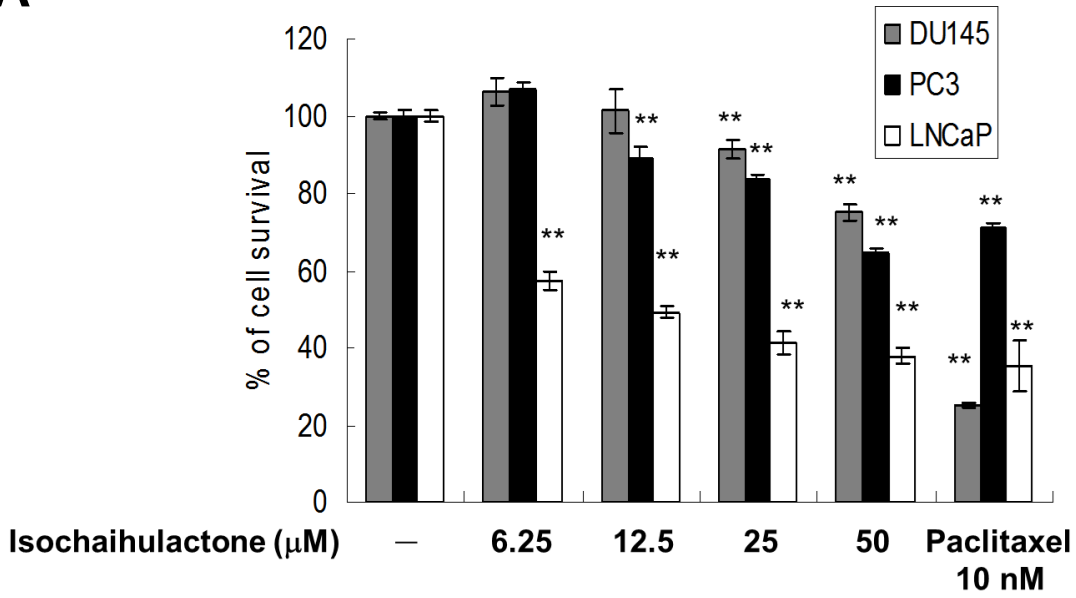 A
DU145
PC3
LNCaP
% of cell survival
120
100
80
60
40
20
0
** ** ** ** ** ** ** ** ** ** ** ** **
Isochaihulactone (μM) — 6.25 12.5 25 50 Paclitaxel
10 nM